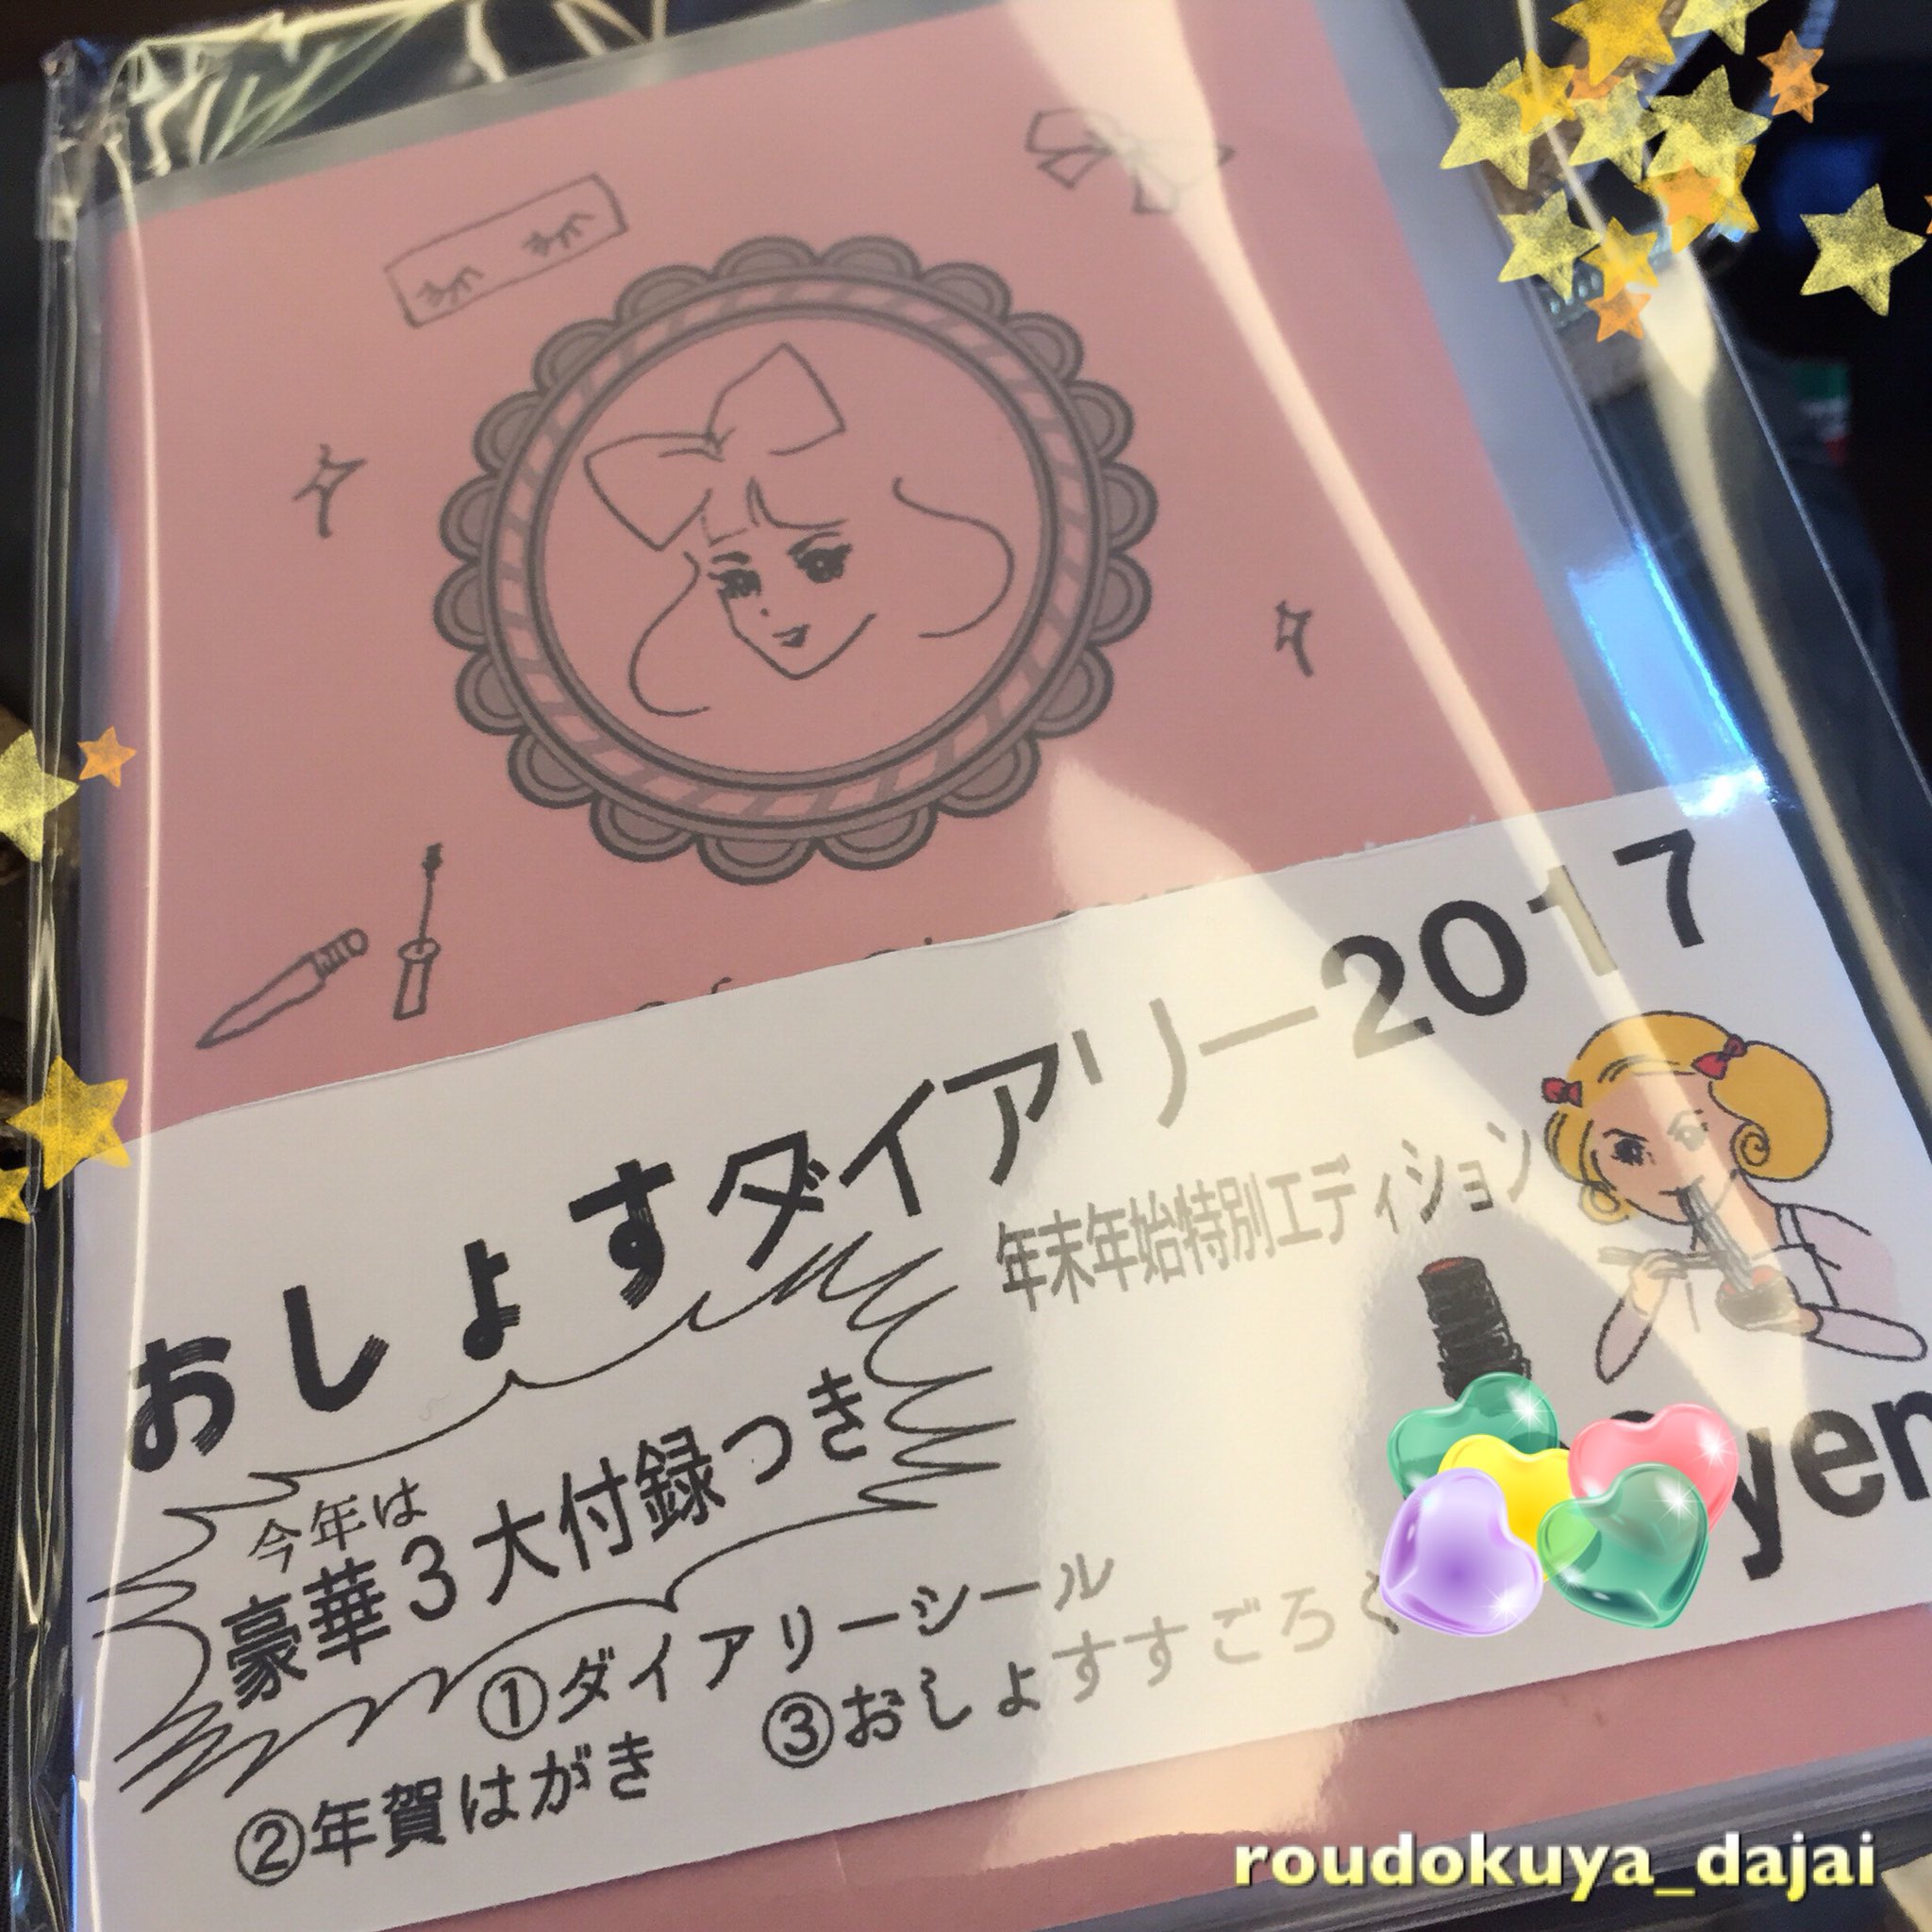 おしょすダイアリー2017
年末年始特別エディション
今年は
豪華3大付録つき
yen
①ダイアリーシール
②年賀はがき
③おしょすすごろく
roudokuya_dajai